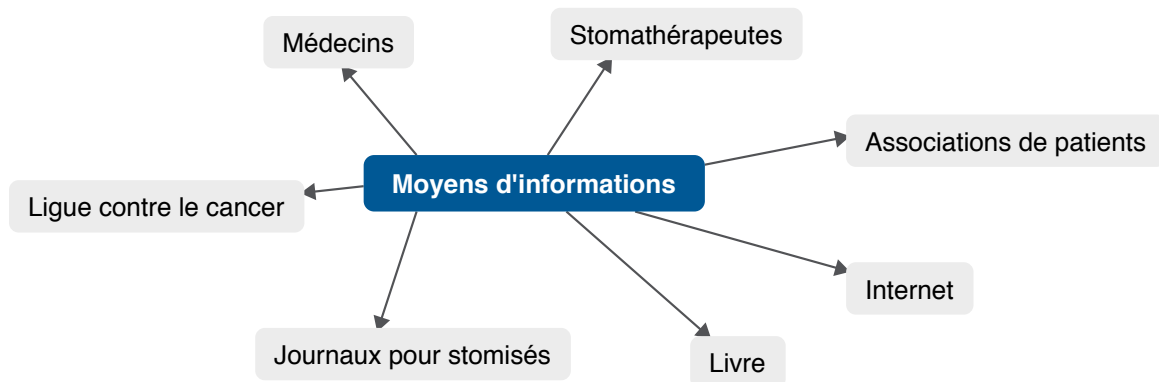 Stomathérapeutes
Médecins
Associations de patients
Moyens d'informations
Ligue contre le cancer
Internet
Journaux pour stomisés
Livre